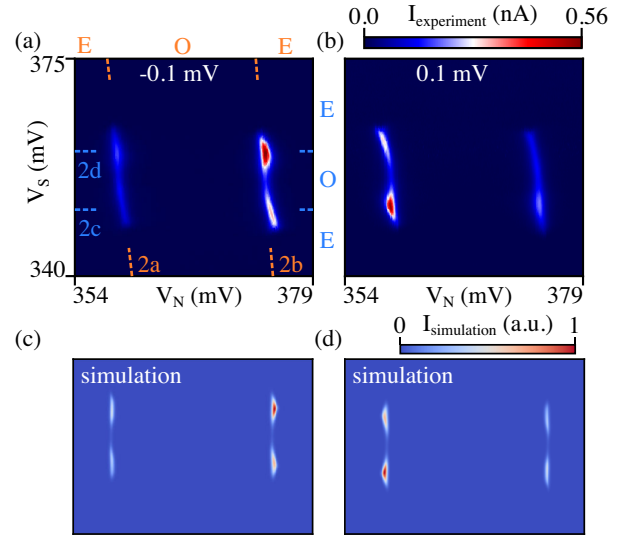 0.0 I_experiment (nA) 0.56
(a) E O E (b)
375
-0.1 mV
0.1 mV
E
O
E
V_S (mV)
2d
2c
2a
2b
340
354 V_N (mV) 379
354 V_N (mV) 379
(c)
(d)
0 I_simulation (a.u.) 1
simulation
simulation